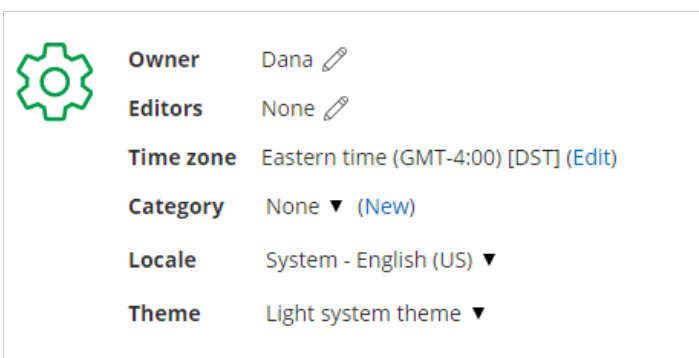 Owner Dana
Editors None
Time zone Eastern time (GMT-4:00) [DST] (Edit)
Category None ▼ (New)
Locale System - English (US) ▼
Theme Light system theme ▼